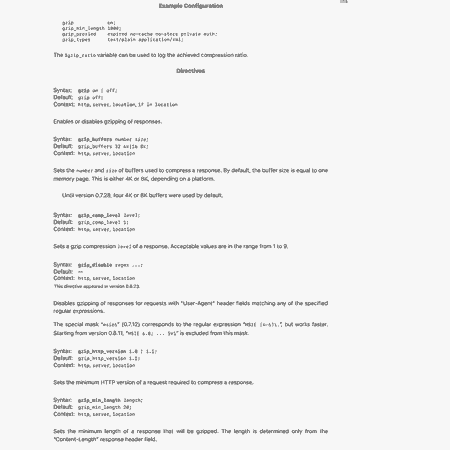 Example Configuration
gzip on;
gzip_min_length 1000;
gzip_proxied expired no-cache no-store private auth;
gzip_types text/plain application/xml;
The $gzip_ratio variable can be used to log the achieved compression ratio.
Directives
Syntax: gzip on | off;
Default: gzip off;
Context: http, server, location, if in location
Enables or disables gzipping of responses.
Syntax: gzip_buffers number size;
Default: gzip_buffers 32 4k|16 8k;
Context: http, server, location
Sets the number and size of buffers used to compress a response. By default, the buffer size is equal to one
memory page. This is either 4K or 8K, depending on a platform.
Until version 0.7.28, four 4K or 8K buffers were used by default.
Syntax: gzip_comp_level level;
Default: gzip_comp_level 1;
Context: http, server, location
Sets a gzip compression level of a response. Acceptable values are in the range from 1 to 9.
Syntax: gzip_disable regex ...;
Default: —
Context: http, server, location
This directive appeared in version 0.6.23.
Disables gzipping of responses for requests with "User-Agent" header fields matching any of the specified
regular expressions.
The special mask "msie6" (0.7.12) corresponds to the regular expression "MSIE [4-6]\.", but works faster.
Starting from version 0.8.11, "MSIE 6.0; ... SV1" is excluded from this mask.
Syntax: gzip_http_version 1.0 | 1.1;
Default: gzip_http_version 1.1;
Context: http, server, location
Sets the minimum HTTP version of a request required to compress a response.
Syntax: gzip_min_length length;
Default: gzip_min_length 20;
Context: http, server, location
Sets the minimum length of a response that will be gzipped. The length is determined only from the
"Content-Length" response header field.